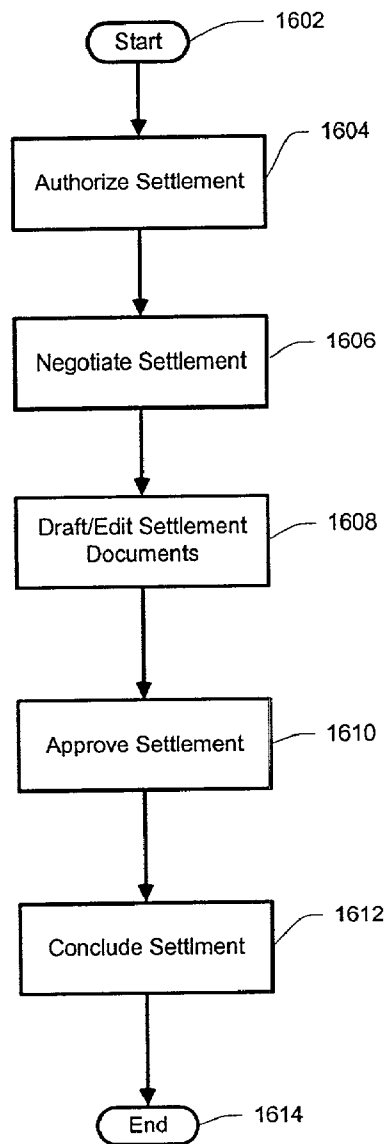 Start
1602
1604
Authorize Settlement
1606
Negotiate Settlement
1608
Draft/Edit Settlement
Documents
1610
Approve Settlement
1612
Conclude Settlment
End
1614